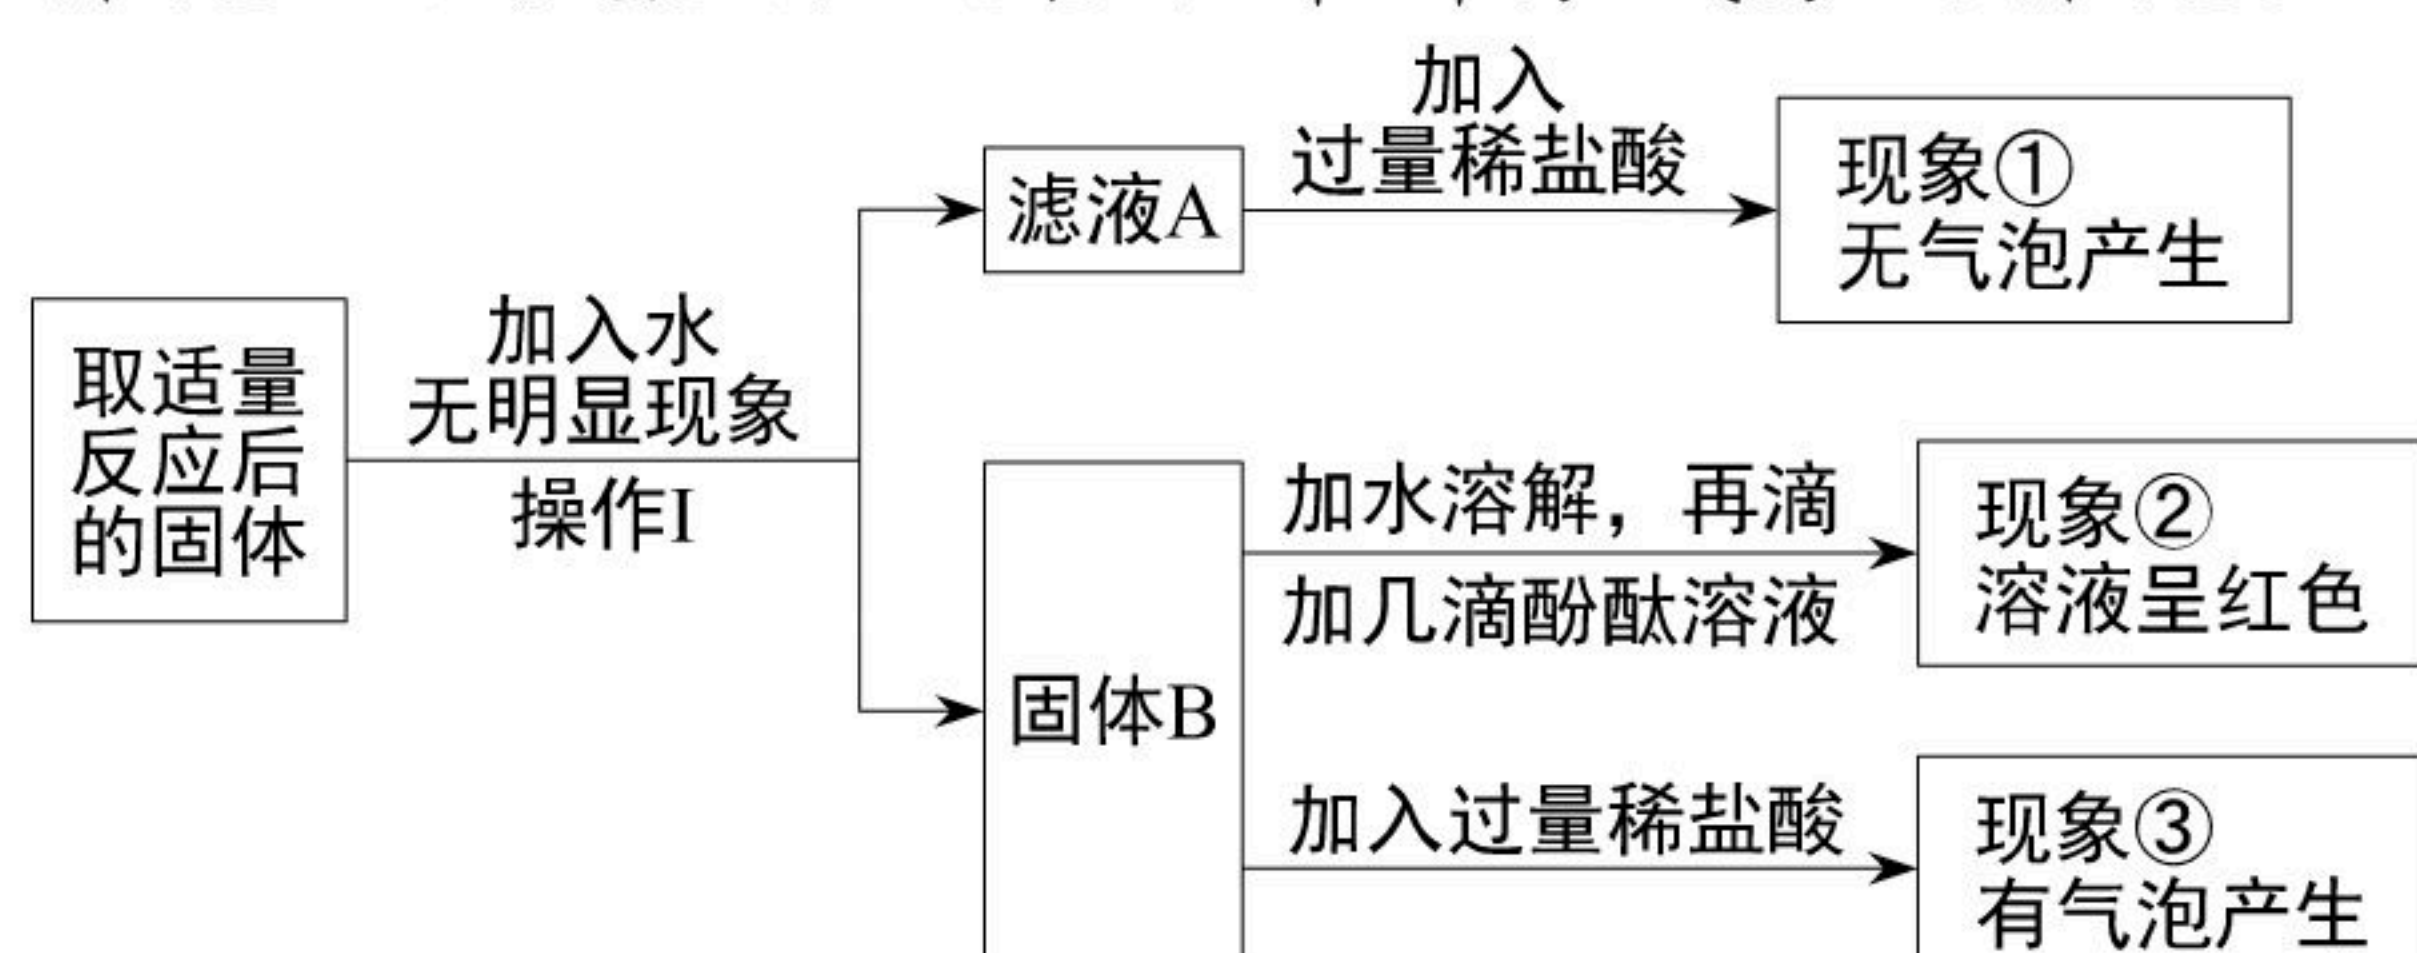 取适量
反应后
的固体
加入水
无明显现象
操作I
滤液A
加入
过量稀盐酸
现象①
无气泡产生
固体B
加水溶解，再滴
加几滴酚酞溶液
现象②
溶液呈红色
加入过量稀盐酸
现象③
有气泡产生